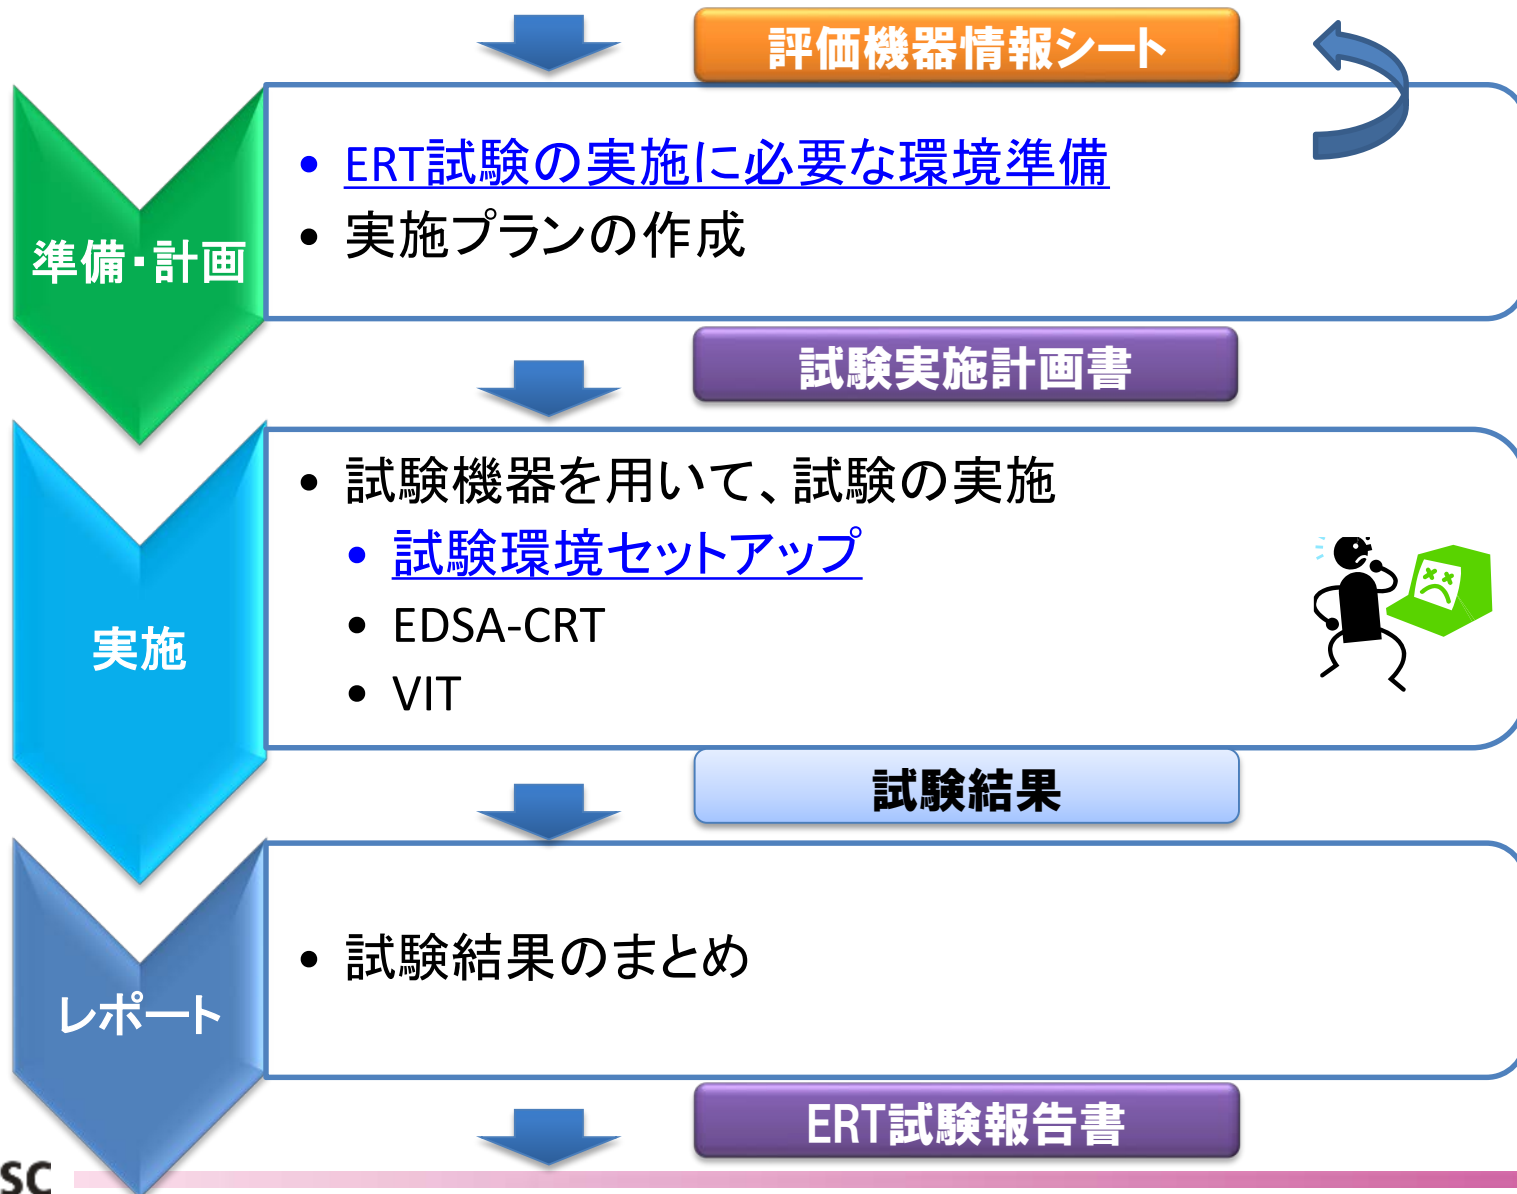 評価機器情報シート
準備・計画
• ERT試験の実施に必要な環境準備
• 実施プランの作成
試験実施計画書
実施
• 試験機器を用いて、試験の実施
• 試験環境セットアップ
• EDSA-CRT
• VIT
試験結果
レポート
• 試験結果のまとめ
ERT試験報告書
SC